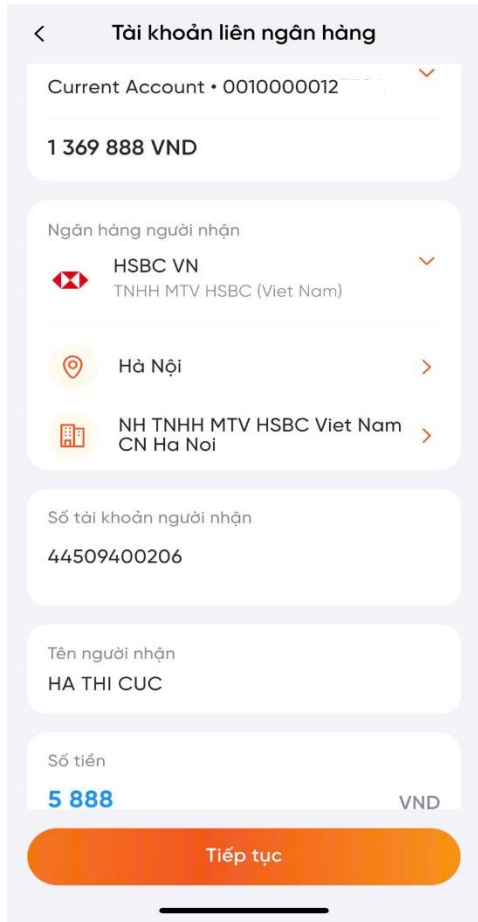 Tài khoản liên ngân hàng
Current Account • 0010000012
1 369 888 VND
Ngân hàng người nhận
HSBC VN
TNHH MTV HSBC (Viet Nam)
Hà Nội
NH TNHH MTV HSBC Viet Nam
CN Ha Noi
Số tài khoản người nhận
44509400206
Tên người nhận
HA THI CUC
Số tiền
5 888 VND
Tiếp tục